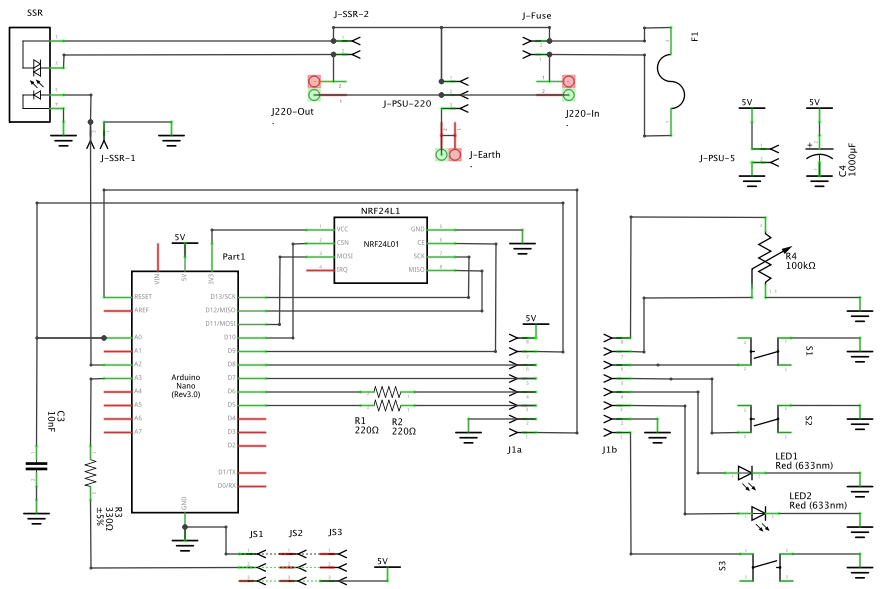 SSR
J-SSR-2
J-Fuse
F1
J220-Out
.
J-PSU-220
J220-In
.
5V
5V
J-SSR-1
J-Earth
.
J-PSU-5
C4
1000µF
NRF24L1
NRF24L01
VCC
CSN
MOSI
IRQ
GND
CE
SCK
MISO
5V
Part1
VIN
5V
3V3
RESET
AREF
A0
A1
A2
A3
A4
A5
A6
A7
D13/SCK
D12/MISO
D11/MOSI
D10
D9
D8
D7
D6
D5
D4
D3
D2
D1/TX
D0/RX
GND
Arduino
Nano
(Rev3.0)
R4
100kΩ
5V
S1
S2
R1
220Ω
R2
220Ω
J1a
J1b
C3
10nF
LED1
Red (633nm)
LED2
Red (633nm)
R3
330Ω
±5%
JS1
JS2
JS3
5V
S3